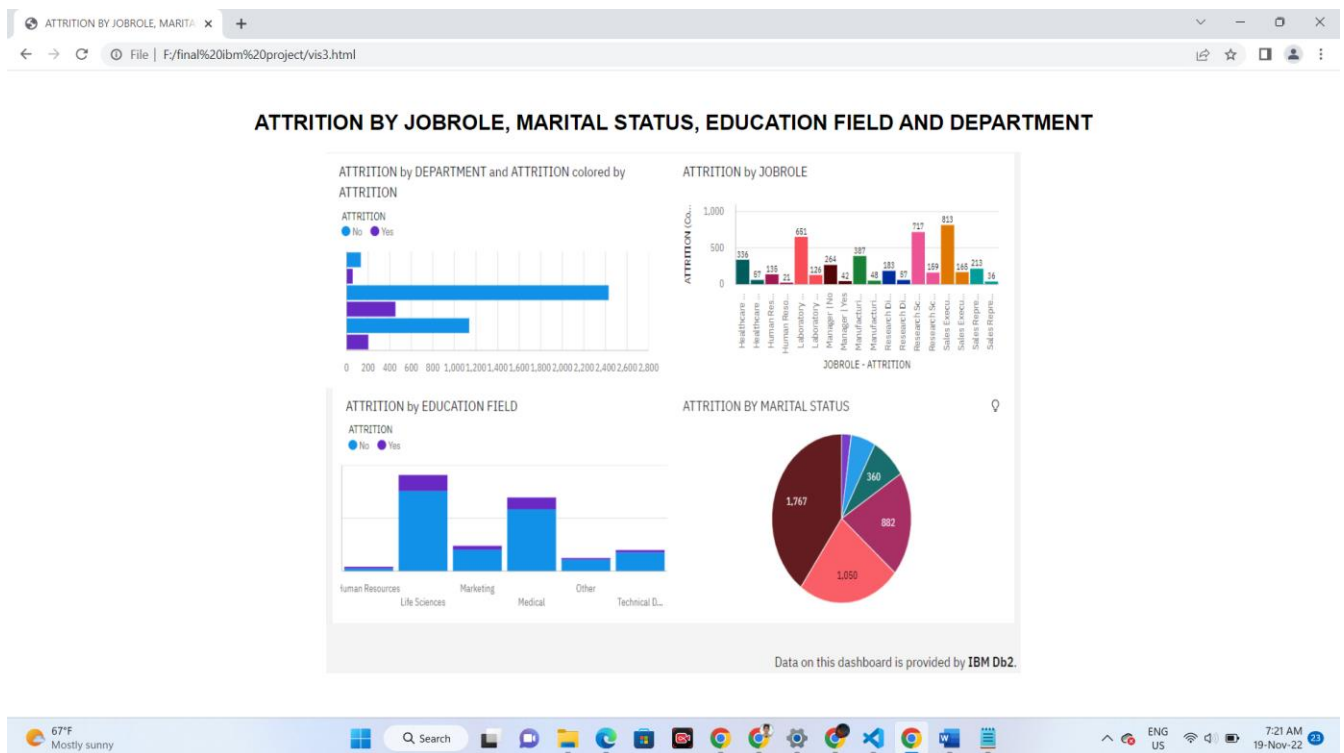 ATTRITION BY JOBROLE, MARITA
File | F:/final%20ibm%20project/vis3.html
ATTRITION BY JOBROLE, MARITAL STATUS, EDUCATION FIELD AND DEPARTMENT
ATTRITION by DEPARTMENT and ATTRITION colored by
ATTRITION
ATTRITION
No Yes
0 200 400 600 800 1,000 1,200 1,400 1,600 1,800 2,000 2,200 2,400 2,600 2,800
ATTRITION by JOBROLE
ATTRITION (Co...
1,000
500
0
336 57 135 21 651 126 264 42 387 48 183 57 717 159 813 165 213 36
Healthcare ...
Healthcare ...
Human Res...
Human Reso...
Laboratory ...
Laboratory ...
Manager | No
Manager | Yes
Manufacturi...
Manufacturi...
Research Di...
Research Di...
Research Sc...
Research Sc...
Sales Execu...
Sales Execu...
Sales Repre...
Sales Repre...
JOBROLE - ATTRITION
ATTRITION by EDUCATION FIELD
ATTRITION
No Yes
Human Resources
Life Sciences
Marketing
Medical
Other
Technical D...
ATTRITION BY MARITAL STATUS
360
1,767
882
1,050
Data on this dashboard is provided by IBM Db2.
67°F
Mostly sunny
Search
ENG
US
7:21 AM
19-Nov-22
23